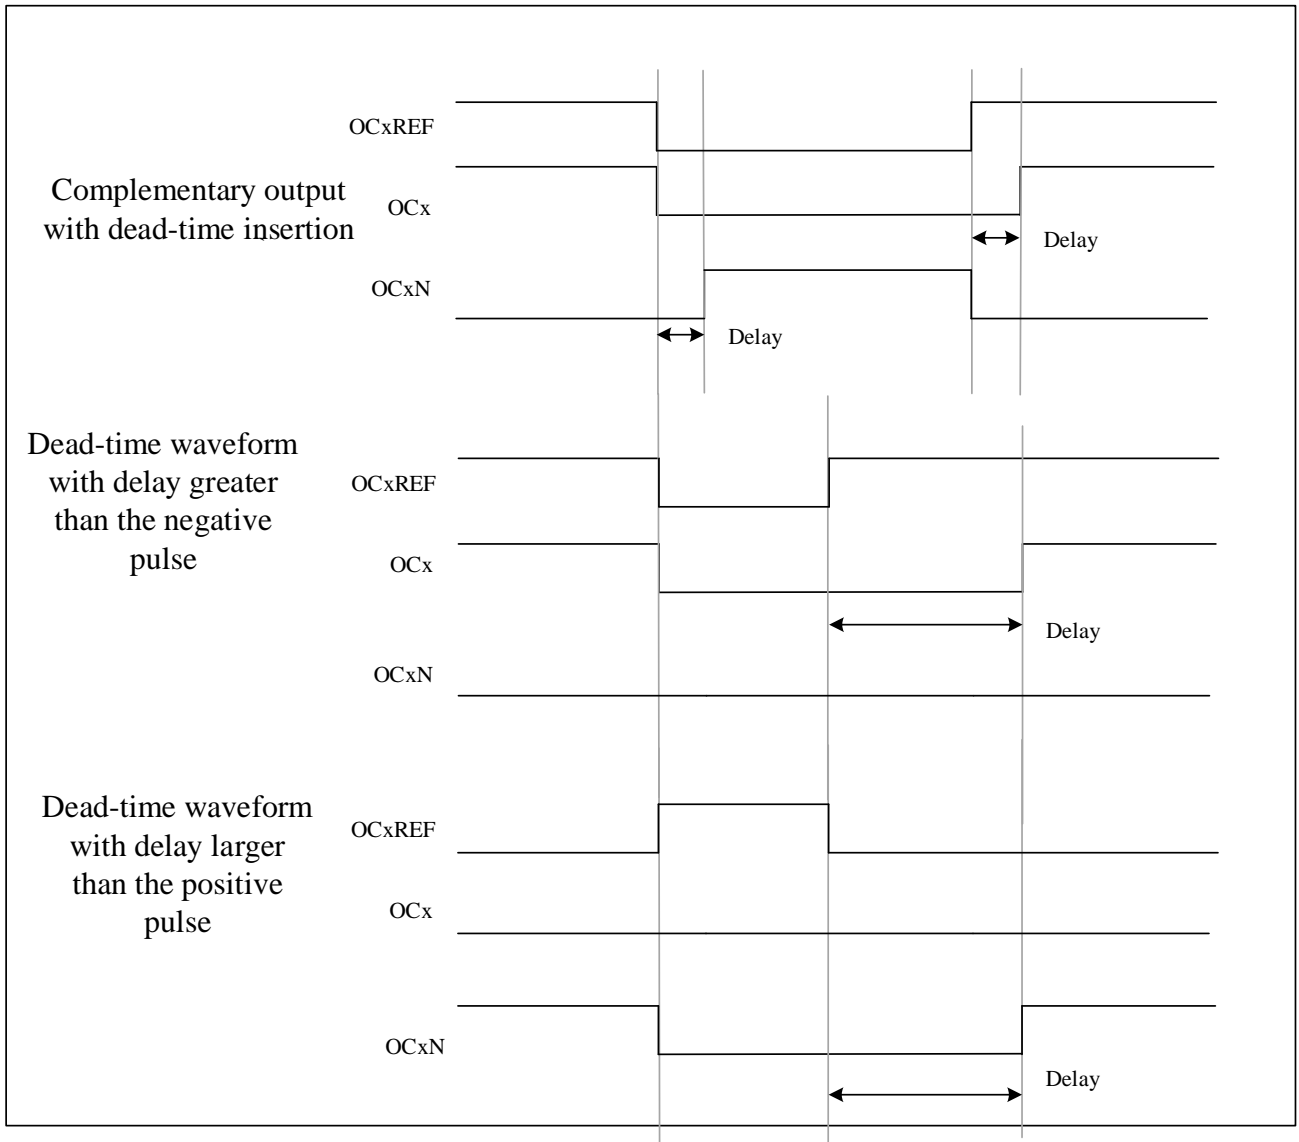 OCxREF
Complementary output
with dead-time insertion
OCx
Delay
OCxN
Delay
Dead-time waveform
with delay greater
than the negative
pulse
OCxREF
OCx
Delay
OCxN
Dead-time waveform
with delay larger
than the positive
pulse
OCxREF
OCx
OCxN
Delay